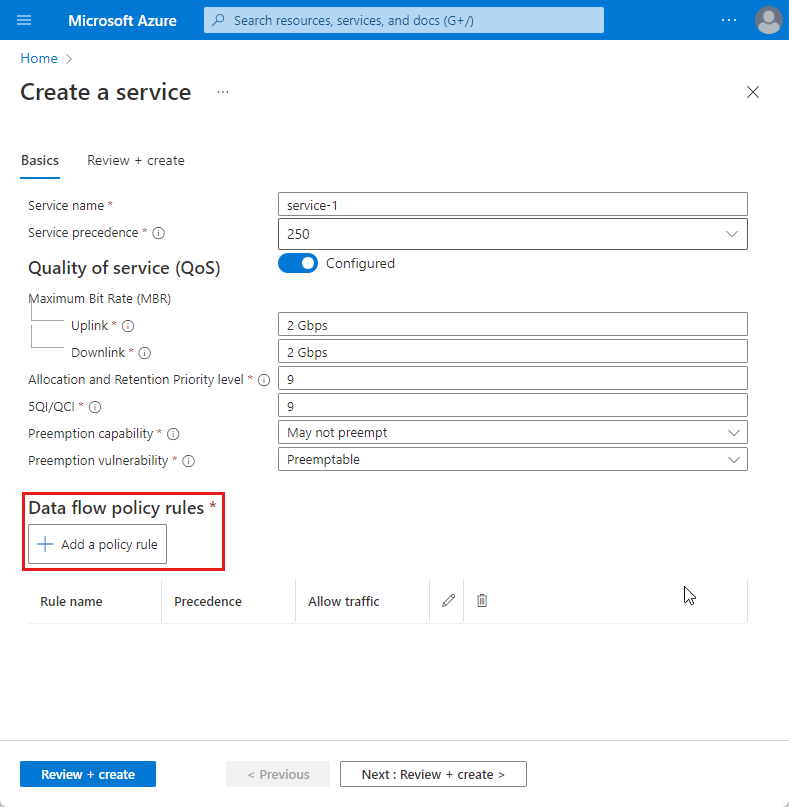 Microsoft Azure
Search resources, services, and docs (G+/)
Home
Create a service
Basics
Review + create
Service name *
service-1
Service precedence *
250
Quality of service (QoS)
Configured
Maximum Bit Rate (MBR)
Uplink *
2 Gbps
Downlink *
2 Gbps
Allocation and Retention Priority level *
9
5QI/QCI *
9
Preemption capability *
May not preempt
Preemption vulnerability *
Preemptable
Data flow policy rules *
Add a policy rule
Rule name
Precedence
Allow traffic
Review + create
< Previous
Next : Review + create >